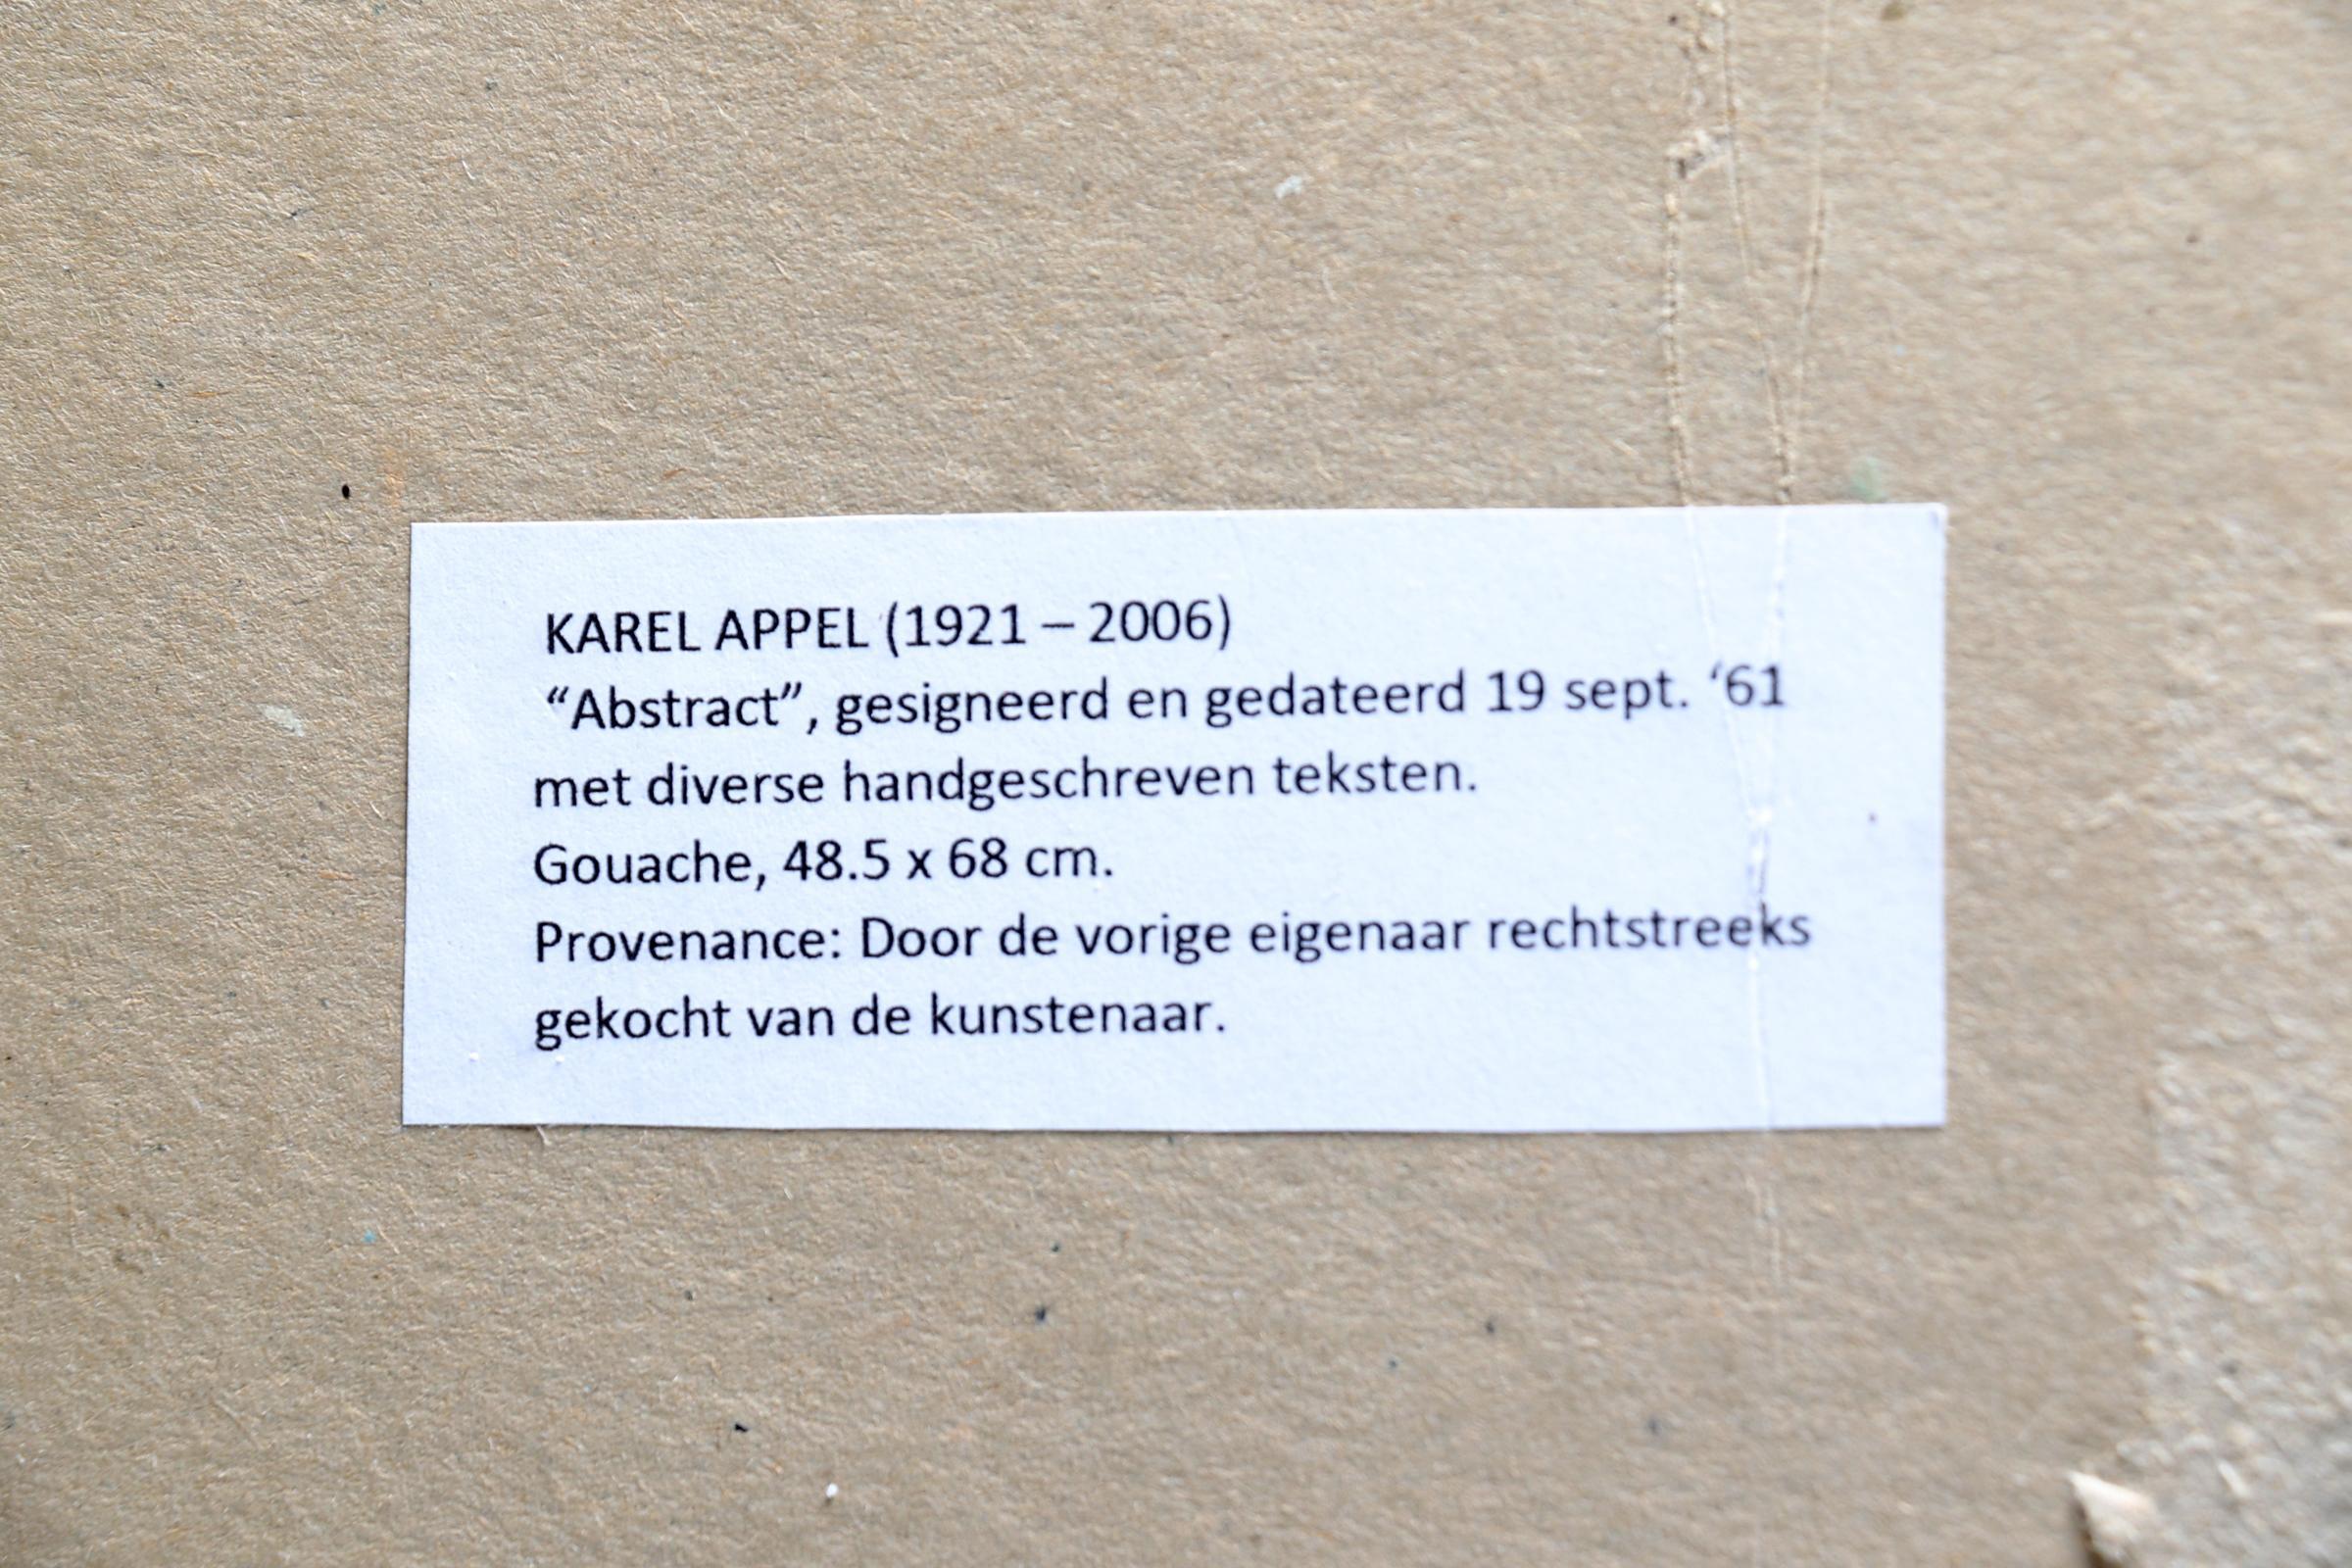 KAREL APPEL (1921 – 2006)
“Abstract”, gesigneerd en gedateerd 19 sept. ‘61
met diverse handgeschreven teksten.
Gouache, 48.5 x 68 cm.
Provenance: Door de vorige eigenaar rechtstreeks
gekocht van de kunstenaar.